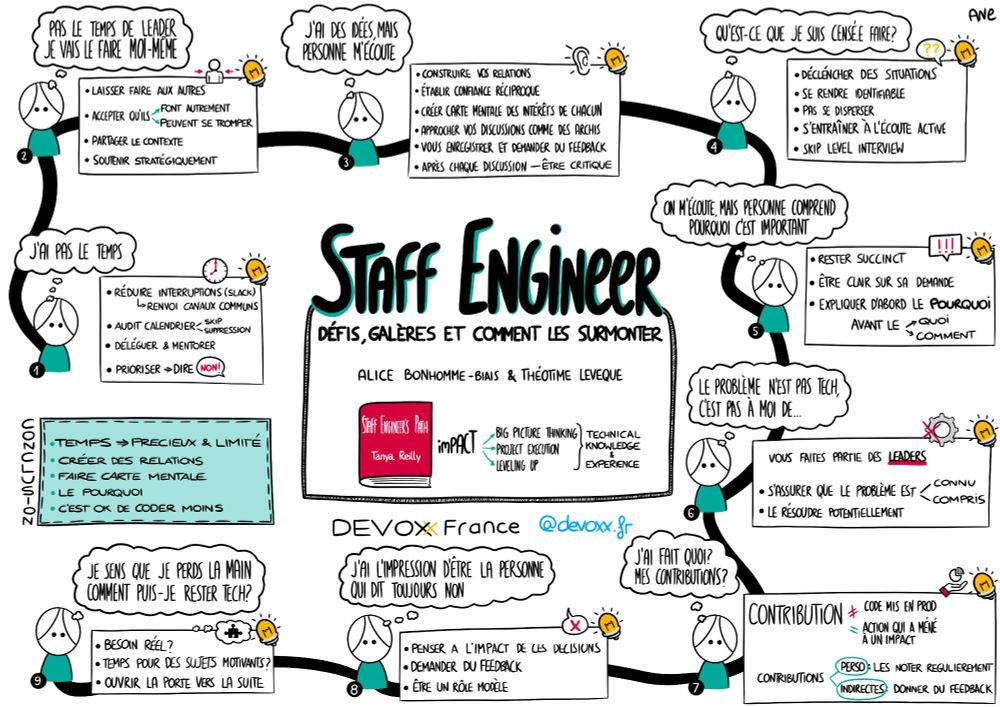 ANE
STAFF ENGINEER
DÉFIS, GALÈRES ET COMMENT LES SURMONTER
ALICE BONHOMME-BIAIS & THÉOTIME LEVEQUE
STAFF ENGINEER'S PATH
Tanya Reilly
imPACT
BIG PICTURE THINKING
PROJECT EXECUTION
LEVELING UP
TECHNICAL
KNOWLEDGE
&
EXPERIENCE
DEVOXX France
@devoxx.fr
1
J'AI PAS LE TEMPS
• RÉDUIRE INTERRUPTIONS (SLACK)
RENVOI CANAUX COMMUNS
• AUDIT CALENDRIER
SKIP
SUPPRESSION
• DÉLÉGUER & MENTORER
• PRIORISER → DIRE NON!
2
PAS LE TEMPS DE LEADER
JE VAIS LE FAIRE MOI-MÊME
• LAISSER FAIRE AUX AUTRES
• ACCEPTER QU'ILS
FONT AUTREMENT
PEUVENT SE TROMPER
• PARTAGER LE CONTEXTE
• SOUTENIR STRATÉGIQUEMENT
3
J'AI DES IDÉES, MAIS
PERSONNE M'ÉCOUTE
• CONSTRUIRE VOS RELATIONS
• ÉTABLIR CONFIANCE RÉCIPROQUE
• CRÉER CARTE MENTALE DES INTÉRÊTS DE CHACUN
• APPROCHER VOS DISCUSSIONS COMME DES ARCHIS
• VOUS ENREGISTRER ET DEMANDER DU FEEDBACK
• APRÈS CHAQUE DISCUSSION — ÊTRE CRITIQUE
4
QU'EST-CE QUE JE SUIS CENSÉE FAIRE?
??
• DÉCLÉNCHER DES SITUATIONS
• SE RENDRE IDENTIFIABLE
• PAS SE DISPERSER
• S'ENTRAÎNER À L'ÉCOUTE ACTIVE
• SKIP LEVEL INTERVIEW
5
ON M'ÉCOUTE, MAIS PERSONNE COMPREND
POURQUOI C'EST IMPORTANT
!!!
• RESTER SUCCINCT
• ÊTRE CLAIR SUR SA DEMANDE
• EXPLIQUER D'ABORD LE POURQUOI
AVANT LE
QUOI
COMMENT
6
LE PROBLÈME N'EST PAS TECH,
C'EST PAS À MOI DE...
VOUS FAITES PARTIE DES LEADERS
• S'ASSURER QUE LE PROBLÈME EST
CONNU
COMPRIS
• LE RÉSOUDRE POTENTIELLEMENT
7
J'AI FAIT QUOI?
MES CONTRIBUTIONS?
CONTRIBUTION
≠ CODE MIS EN PROD
= ACTION QUI A MÉNÉ
À UN IMPACT
CONTRIBUTIONS
PERSO : LES NOTER REGULIEREMENT
INDIRECTES : DONNER DU FEEDBACK
8
J'AI L'IMPRESSION D'ÊTRE LA PERSONNE
QUI DIT TOUJOURS NON
• PENSER A L'IMPACT DE CES DECISIONS
• DEMANDER DU FEEDBACK
• ÊTRE UN RÔLE MODÈLE
9
JE SENS QUE JE PERDS LA MAIN
COMMENT PUIS-JE RESTER TECH?
• BESOIN RÉEL?
• TEMPS POUR DES SUJETS MOTIVANTS?
• OUVRIR LA PORTE VERS LA SUITE
CONCLUSION
• TEMPS → PRECIEUX & LIMITÉ
• CRÉER DES RELATIONS
• FAIRE CARTE MENTALE
• LE POURQUOI
• C'EST OK DE CODER MOINS